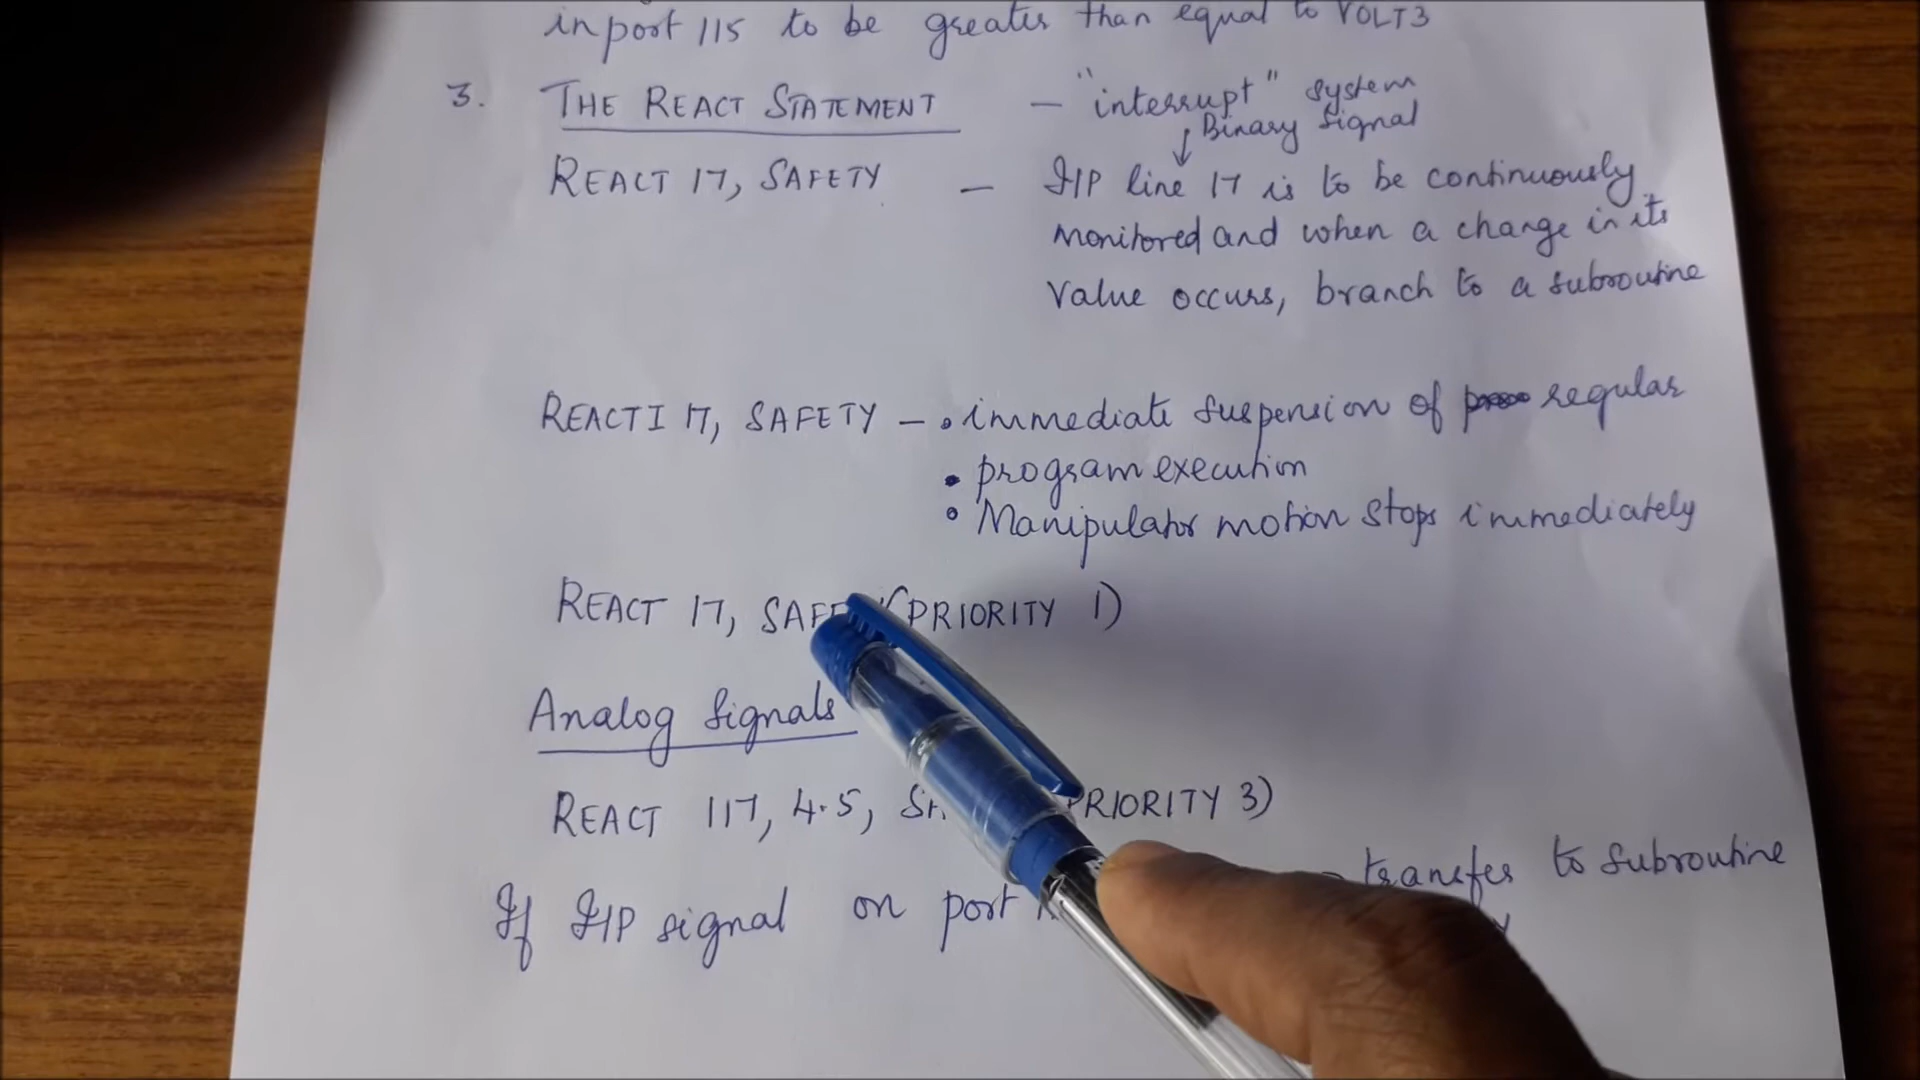 in port 115 to be greater than equal to VOLT3
3. THE REACT STATEMENT – "interrupt" system
Binary Signal
REACT 17, SAFETY – I/P line 17 is to be continuously
monitored and when a change in its
value occurs, branch to a subroutine
REACTI 17, SAFETY – • immediate suspension of regular
• program execution
• Manipulator motion stops immediately
REACT 17, (PRIORITY 1)
Analog Signals
REACT 117, 4.5, PRIORITY 3)
If I/P signal on port transfer to subroutine